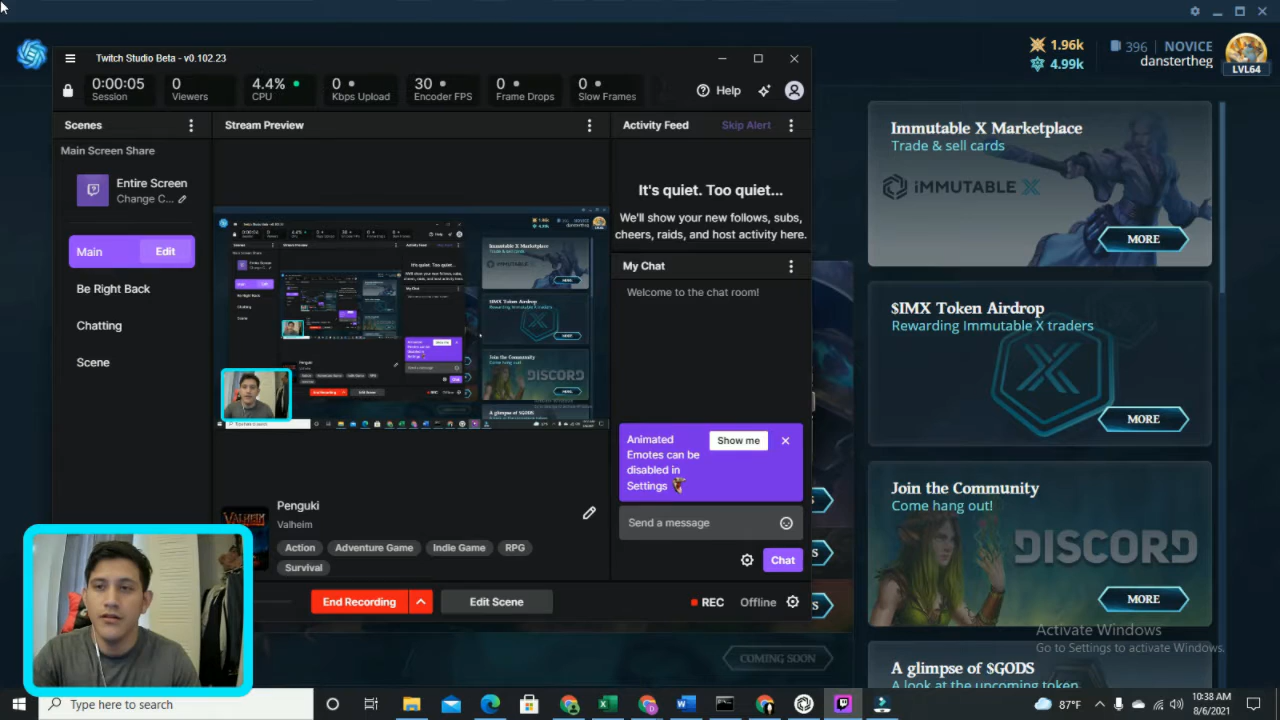 Twitch Studio Beta - v0.102.23
1.96k
4.99k
396 | NOVICE
danstertheg
LVL64
0:00:05
Session
0
Viewers
4.4%
CPU
0
Kbps Upload
30
Encoder FPS
0
Frame Drops
0
Slow Frames
Help
Scenes
Main Screen Share
Entire Screen
Change C...
Main
Edit
Be Right Back
Chatting
Scene
Stream Preview
Penguki
Valheim
VALHEIM
Action
Adventure Game
Indie Game
RPG
Survival
End Recording
Edit Scene
REC
Offline
Activity Feed
Skip Alert
It's quiet. Too quiet...
We'll show your new follows, subs,
cheers, raids, and host activity here.
My Chat
Welcome to the chat room!
Animated
Emotes can be
disabled in
Settings
Show me
Send a message
Chat
Immutable X Marketplace
Trade & sell cards
IMMUTABLE X
MORE
$IMX Token Airdrop
Rewarding Immutable X traders
MORE
Join the Community
Come hang out!
DISCORD
MORE
A glimpse of $GODS
A look at the upcoming token
COMING SOON
Activate Windows
Go to Settings to activate Windows.
Type here to search
87°F
10:38 AM
8/6/2021